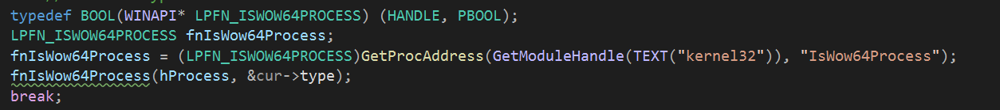 typedef BOOL(WINAPI* LPFN_ISWOW64PROCESS) (HANDLE, PBOOL);
LPFN_ISWOW64PROCESS fnIsWow64Process;
fnIsWow64Process = (LPFN_ISWOW64PROCESS)GetProcAddress(GetModuleHandle(TEXT("kernel32")), "IsWow64Process");
fnIsWow64Process(hProcess, &cur->type);
break;